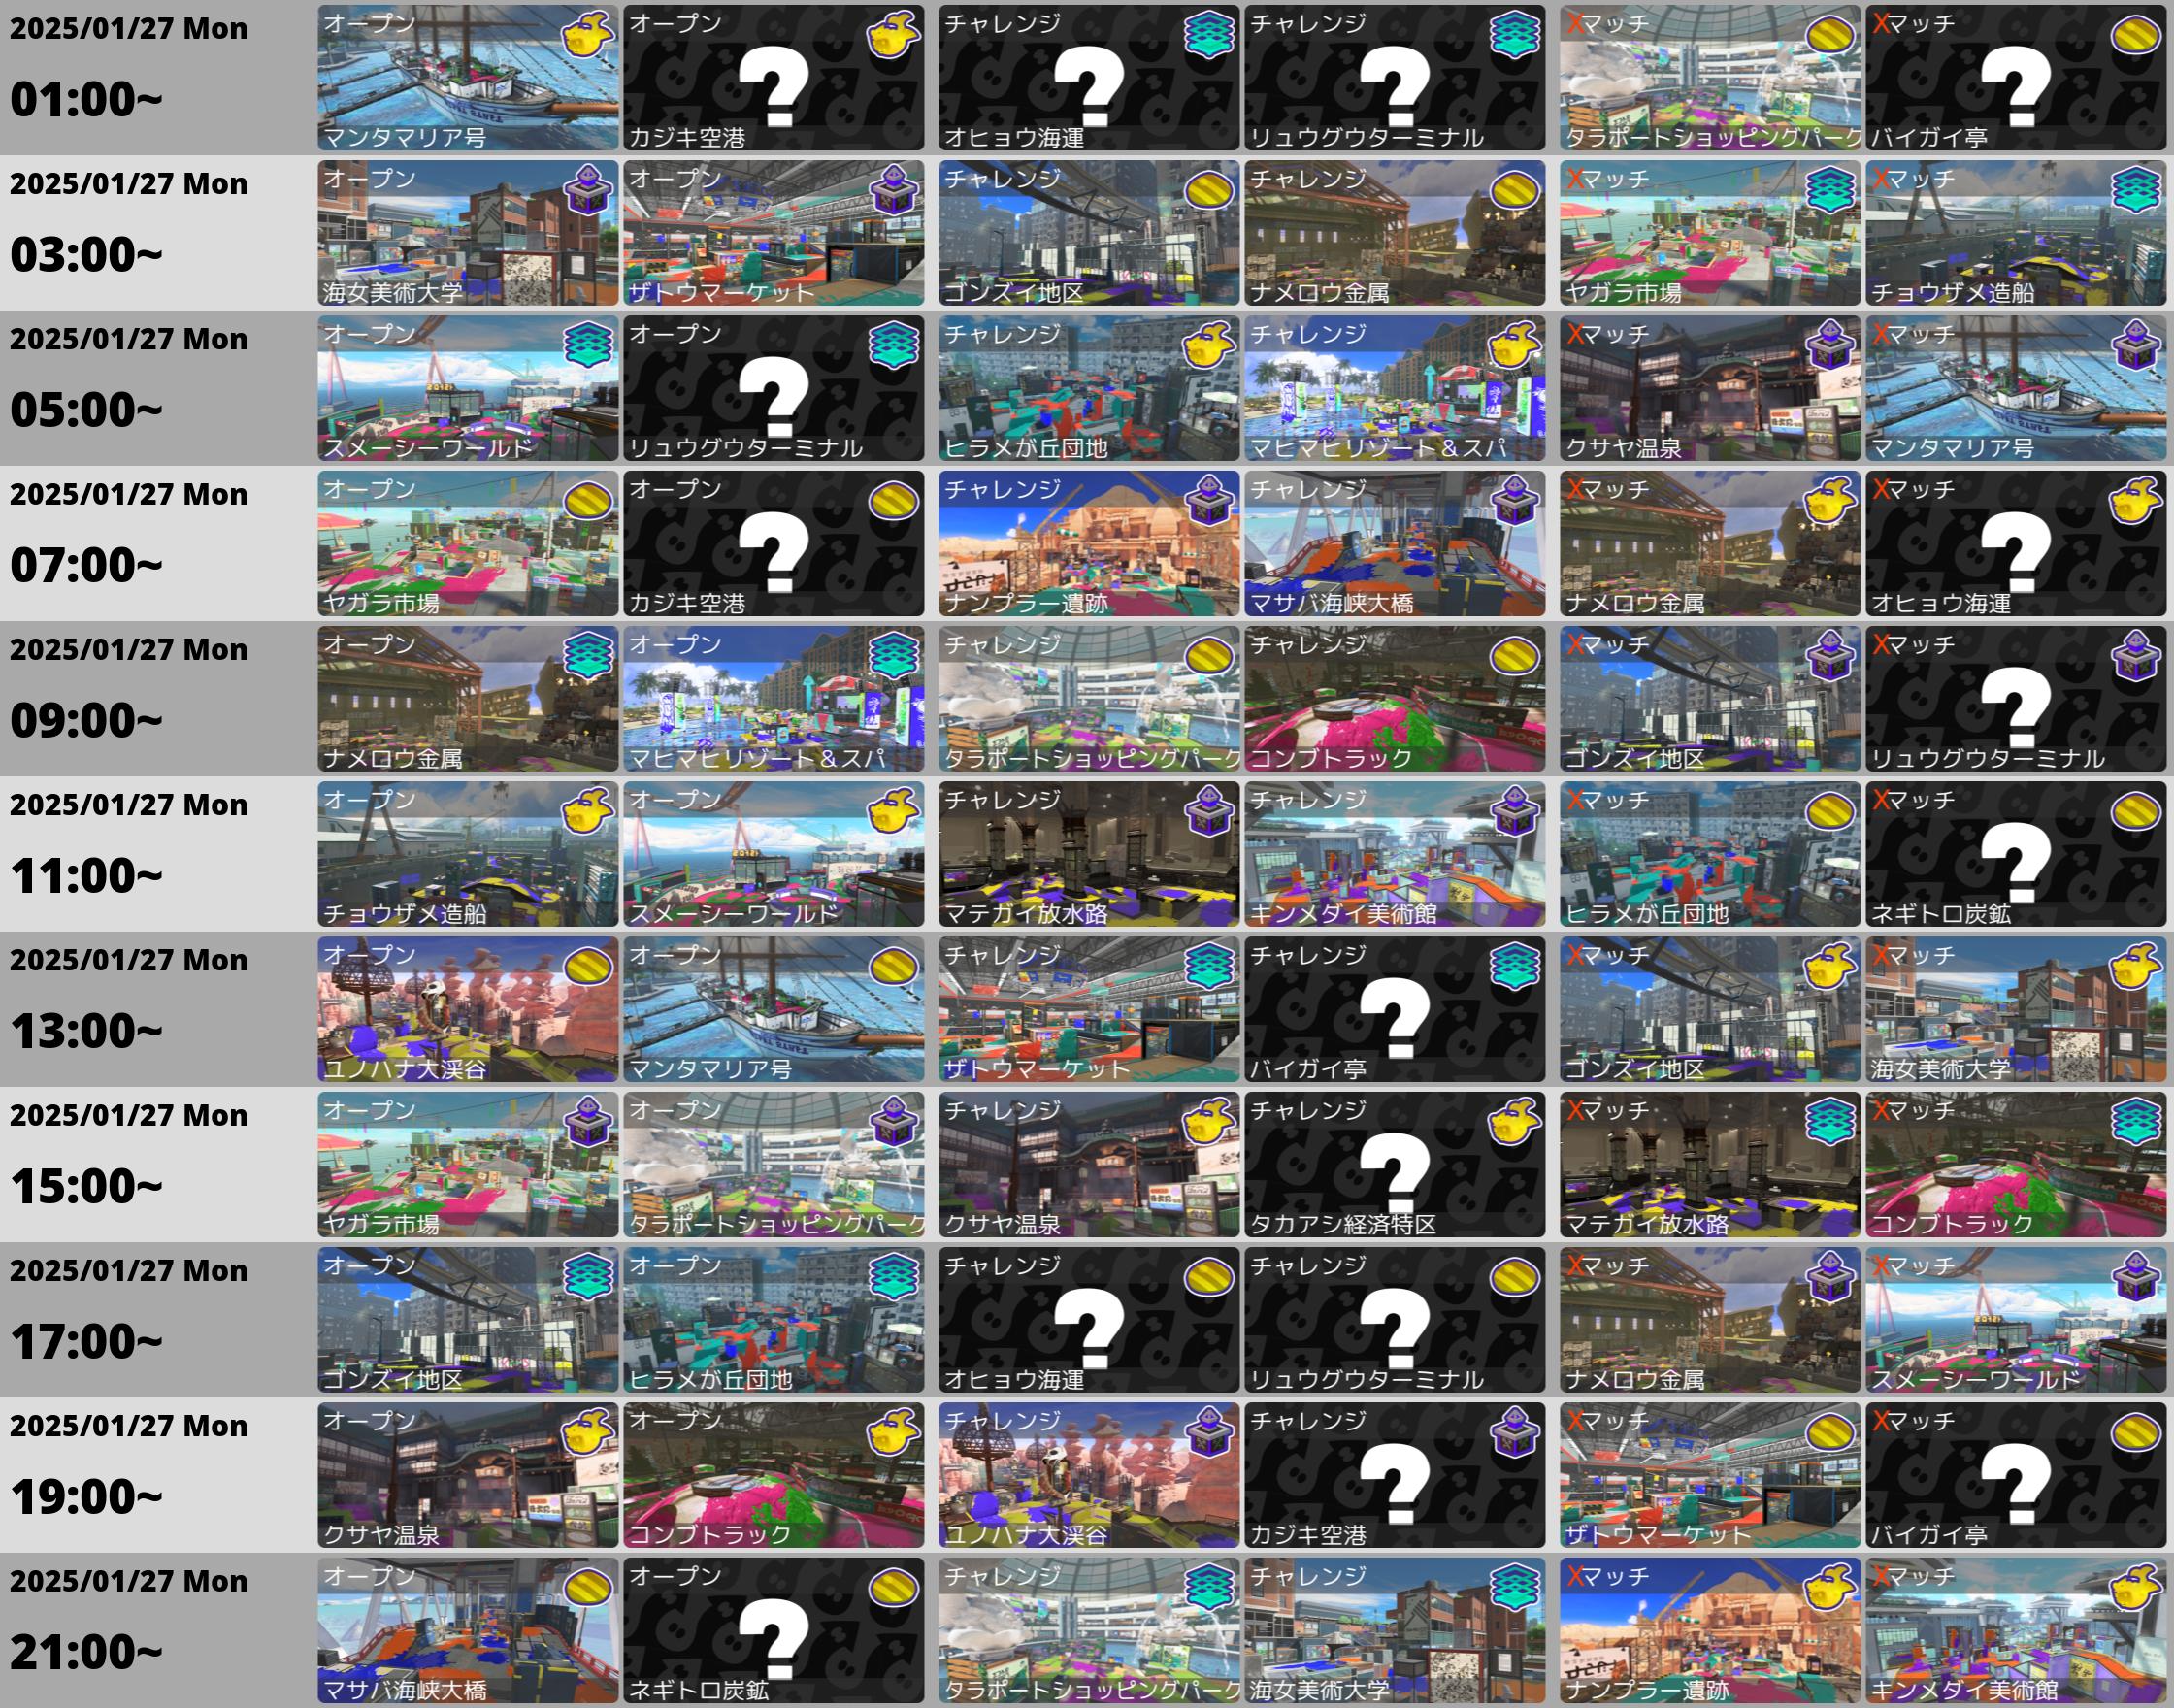 2025/01/27 Mon
01:00~
オープン
マンタマリア号
オープン
カジキ空港
チャレンジ
オヒョウ海運
チャレンジ
リュウグウターミナル
Xマッチ
タラポートショッピングパーク
Xマッチ
バイガイ亭
2025/01/27 Mon
03:00~
オープン
海女美術大学
オープン
ザトウマーケット
チャレンジ
ゴンズイ地区
チャレンジ
ナメロウ金属
Xマッチ
ヤガラ市場
Xマッチ
チョウザメ造船
2025/01/27 Mon
05:00~
オープン
スメーシーワールド
オープン
リュウグウターミナル
チャレンジ
ヒラメが丘団地
チャレンジ
マヒマヒリゾート＆スパ
Xマッチ
クサヤ温泉
Xマッチ
マンタマリア号
2025/01/27 Mon
07:00~
オープン
ヤガラ市場
オープン
カジキ空港
チャレンジ
ナンプラー遺跡
チャレンジ
マサバ海峡大橋
Xマッチ
ナメロウ金属
Xマッチ
オヒョウ海運
2025/01/27 Mon
09:00~
オープン
ナメロウ金属
オープン
マヒマヒリゾート＆スパ
チャレンジ
タラポートショッピングパーク
チャレンジ
コンブトラック
Xマッチ
ゴンズイ地区
Xマッチ
リュウグウターミナル
2025/01/27 Mon
11:00~
オープン
チョウザメ造船
オープン
スメーシーワールド
チャレンジ
マテガイ放水路
チャレンジ
キンメダイ美術館
Xマッチ
ヒラメが丘団地
Xマッチ
ネギトロ炭鉱
2025/01/27 Mon
13:00~
オープン
ユノハナ大渓谷
オープン
マンタマリア号
チャレンジ
ザトウマーケット
チャレンジ
バイガイ亭
Xマッチ
ゴンズイ地区
Xマッチ
海女美術大学
2025/01/27 Mon
15:00~
オープン
ヤガラ市場
オープン
タラポートショッピングパーク
チャレンジ
クサヤ温泉
チャレンジ
タカアシ経済特区
Xマッチ
マテガイ放水路
Xマッチ
コンブトラック
2025/01/27 Mon
17:00~
オープン
ゴンズイ地区
オープン
ヒラメが丘団地
チャレンジ
オヒョウ海運
チャレンジ
リュウグウターミナル
Xマッチ
ナメロウ金属
Xマッチ
スメーシーワールド
2025/01/27 Mon
19:00~
オープン
クサヤ温泉
オープン
コンブトラック
チャレンジ
ユノハナ大渓谷
チャレンジ
カジキ空港
Xマッチ
ザトウマーケット
Xマッチ
バイガイ亭
2025/01/27 Mon
21:00~
オープン
マサバ海峡大橋
オープン
ネギトロ炭鉱
チャレンジ
タラポートショッピングパーク
チャレンジ
海女美術大学
Xマッチ
ナンプラー遺跡
Xマッチ
キンメダイ美術館